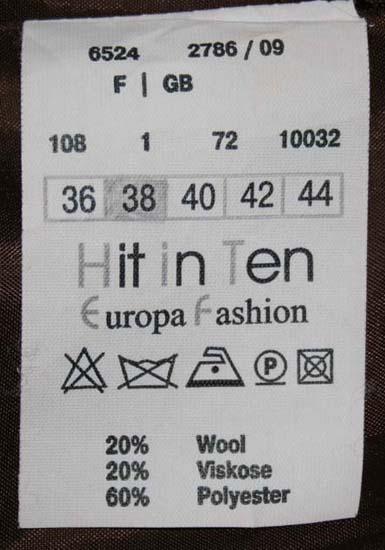 6524 2786 / 09
F | GB
108 1 72 10032
36 38 40 42 44
Hit in Ten
Europa Fashion
P
20% Wool
20% Viskose
60% Polyester